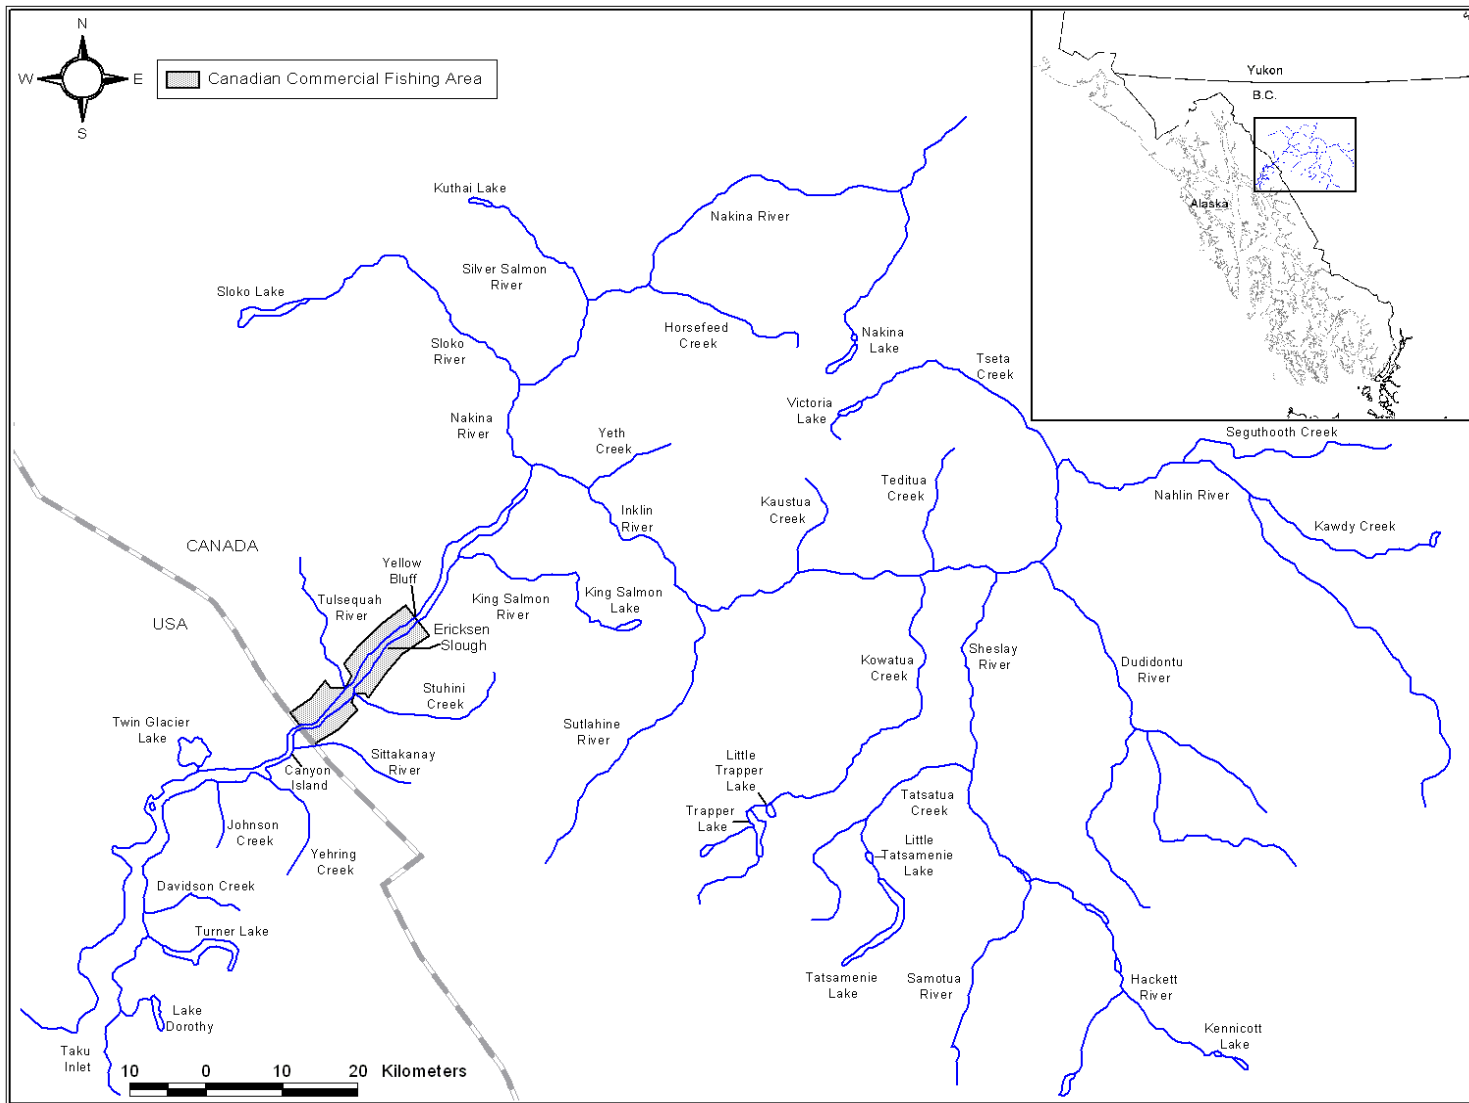 N
W
E
S
Canadian Commercial Fishing Area
Yukon
B.C.
Alaska
Kuthai Lake
Nakina River
Silver Salmon
River
Sloko Lake
Horsefeed
Creek
Nakina
Lake
Sloko
River
Tseta
Creek
Victoria
Lake
Nakina
River
Yeth
Creek
Seguthooth Creek
Teditua
Creek
Kaustua
Creek
Nahlin River
Inklin
River
Kawdy Creek
CANADA
Yellow
Bluff
Tulsequah
River
King Salmon
River
King Salmon
Lake
USA
Ericksen
Slough
Kowatua
Creek
Sheslay
River
Dudidontu
River
Stuhini
Creek
Twin Glacier
Lake
Sutlahine
River
Sittakanay
River
Little
Trapper
Lake
Canyon
Island
Tatsatua
Creek
Trapper
Lake
Johnson
Creek
Little
Tatsamenie
Lake
Yehring
Creek
Davidson Creek
Turner Lake
Tatsamenie
Lake
Samotua
River
Hackett
River
Lake
Dorothy
Kennicott
Lake
Taku
Inlet
10 0 10 20 Kilometers